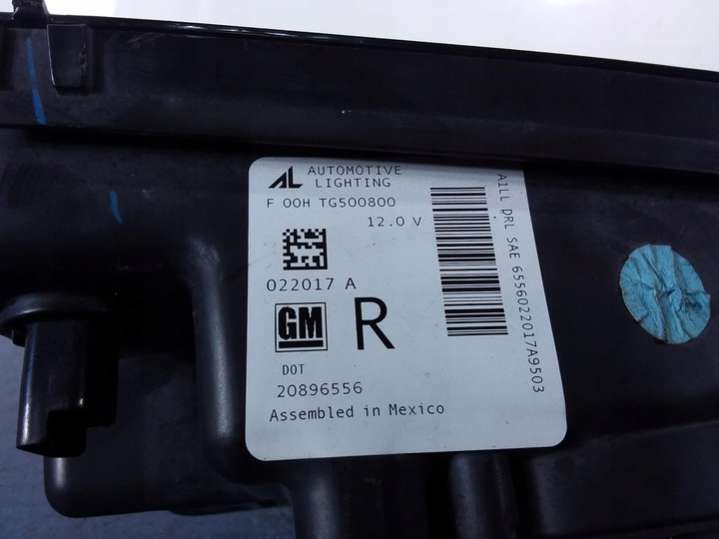 AL AUTOMOTIVE
LIGHTING
F 00H TG500800
12.0 V
022017 A
GM R
DOT
20896556
Assembled in Mexico
A1LL DRL SAE 6556022017A9503